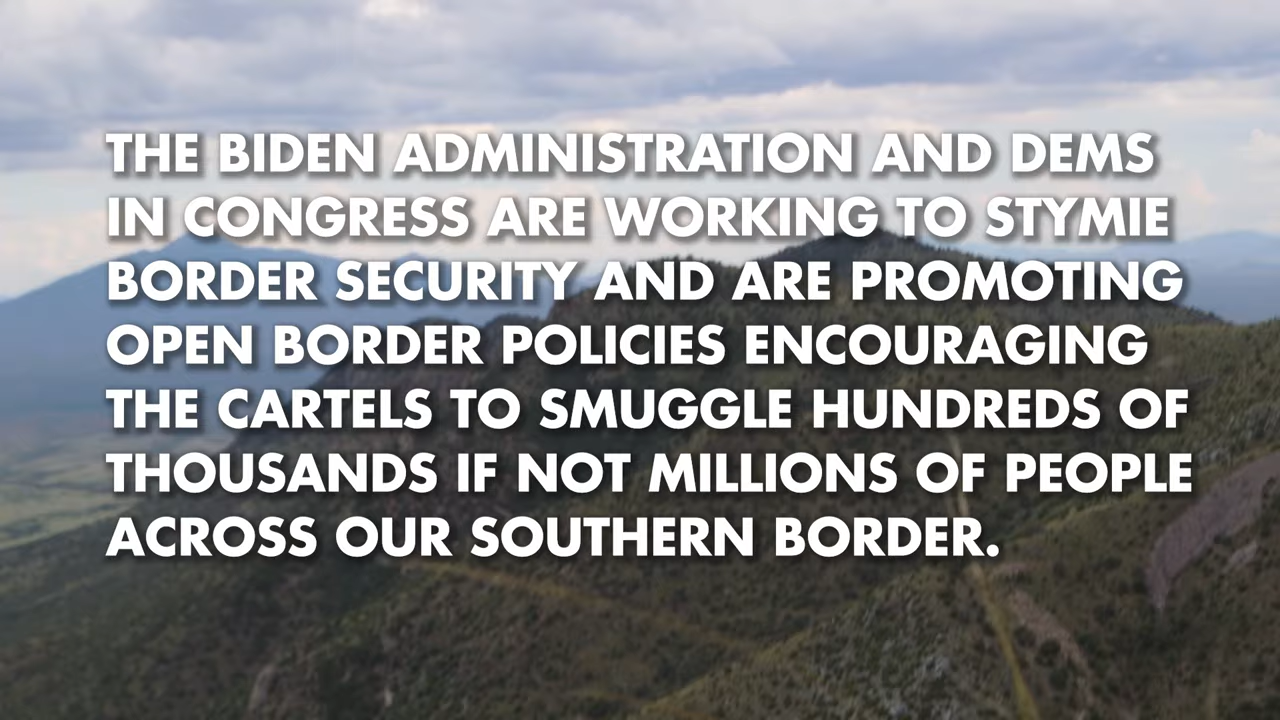 THE BIDEN ADMINISTRATION AND DEMS
IN CONGRESS ARE WORKING TO STYMIE
BORDER SECURITY AND ARE PROMOTING
OPEN BORDER POLICIES ENCOURAGING
THE CARTELS TO SMUGGLE HUNDREDS OF
THOUSANDS IF NOT MILLIONS OF PEOPLE
ACROSS OUR SOUTHERN BORDER.